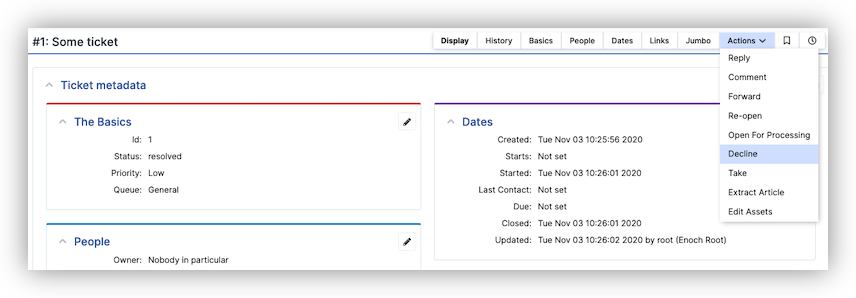 #1: Some ticket
Display History Basics People Dates Links Jumbo Actions
Reply
Comment
Forward
Re-open
Open For Processing
Decline
Take
Extract Article
Edit Assets
Ticket metadata
The Basics
Id: 1
Status: resolved
Priority: Low
Queue: General
People
Owner: Nobody in particular
Dates
Created: Tue Nov 03 10:25:56 2020
Starts: Not set
Started: Tue Nov 03 10:26:01 2020
Last Contact: Not set
Due: Not set
Closed: Tue Nov 03 10:26:01 2020
Updated: Tue Nov 03 10:26:02 2020 by root (Enoch Root)